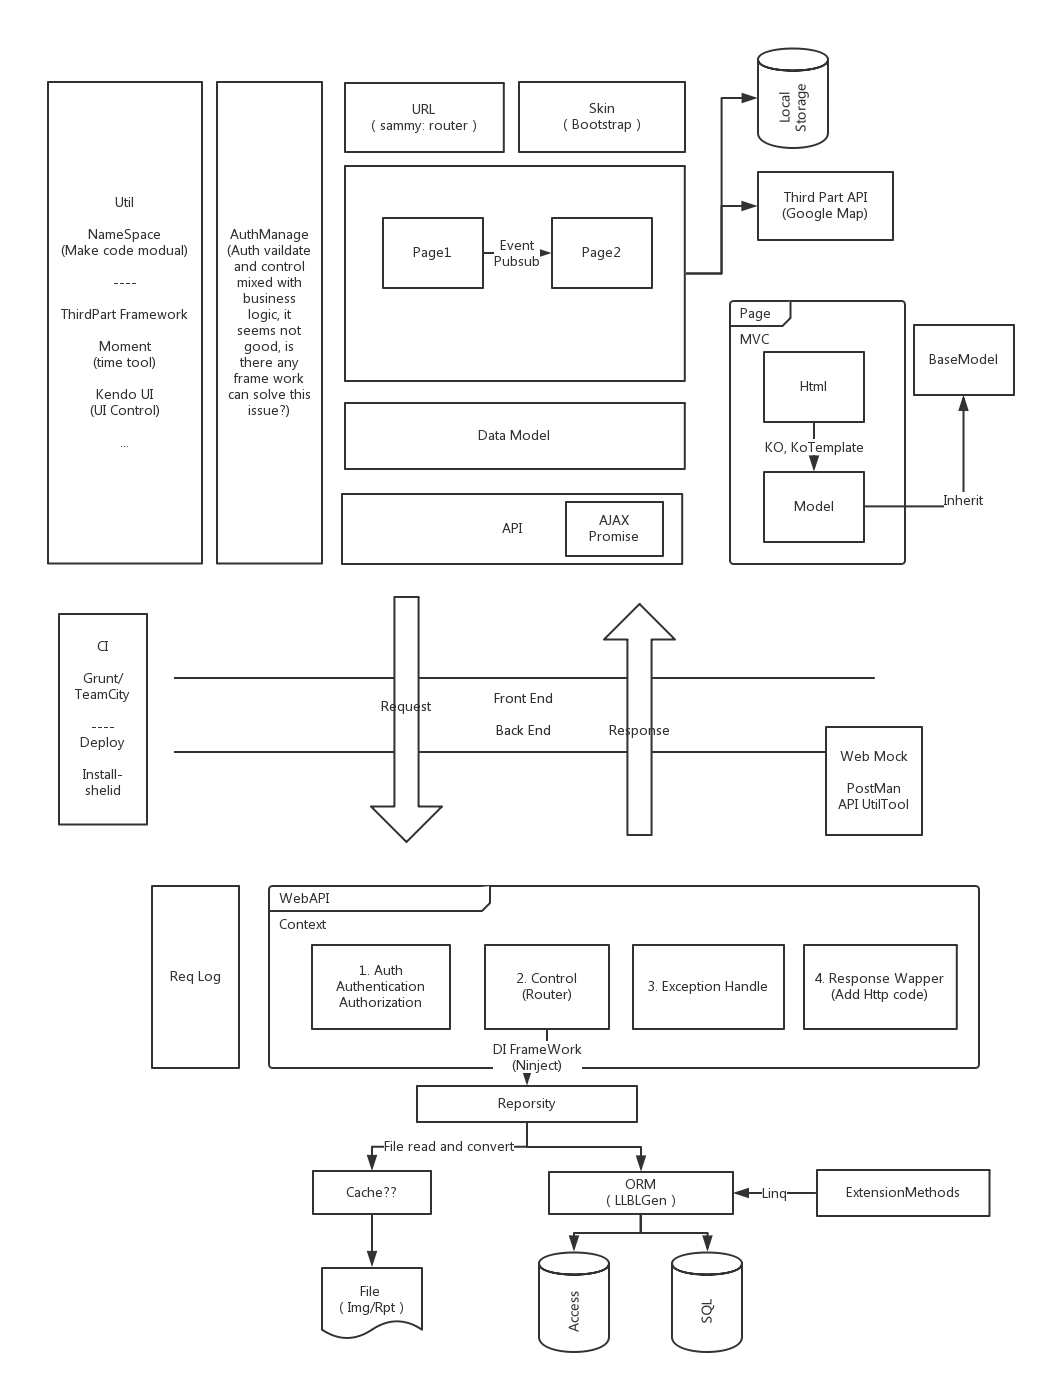 Util
NameSpace
(Make code modual)
----
ThirdPart Framework
Moment
(time tool)
Kendo UI
(UI Control)
...
AuthManage
(Auth vaildate
and control
mixed with
business
logic, it
seems not
good, is
there any
frame work
can solve this
issue?)
URL
( sammy: router )
Skin
( Bootstrap )
Page1
Event
Pubsub
Page2
Data Model
API
AJAX
Promise
Local
Storage
Third Part API
(Google Map)
Page
MVC
Html
KO, KoTemplate
Model
BaseModel
Inherit
CI
Grunt/
TeamCity
----
Deploy
Install-
shelid
Request
Front End
Back End
Response
Web Mock
PostMan
API UtilTool
Req Log
WebAPI
Context
1. Auth
Authentication
Authorization
2. Control
(Router)
3. Exception Handle
4. Response Wapper
(Add Http code)
DI FrameWork
(Ninject)
Reporsity
File read and convert
Cache??
ORM
( LLBLGen )
Linq
ExtensionMethods
File
( Img/Rpt )
Access
SQL